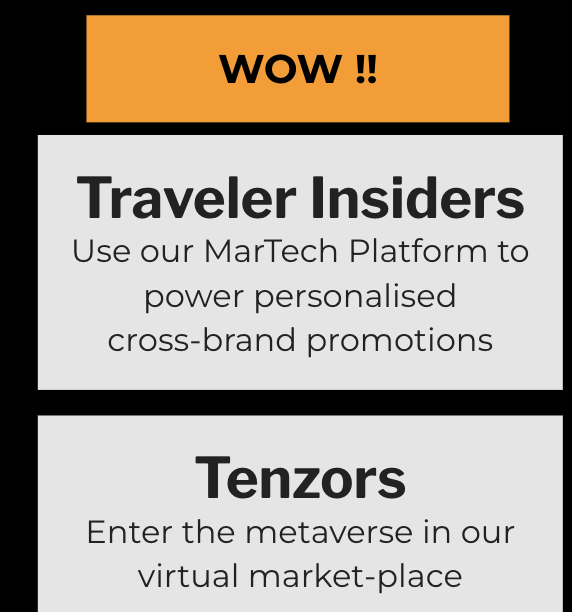 WOW !!
Traveler Insiders
Use our MarTech Platform to
power personalised
cross-brand promotions
Tenzors
Enter the metaverse in our
virtual market-place